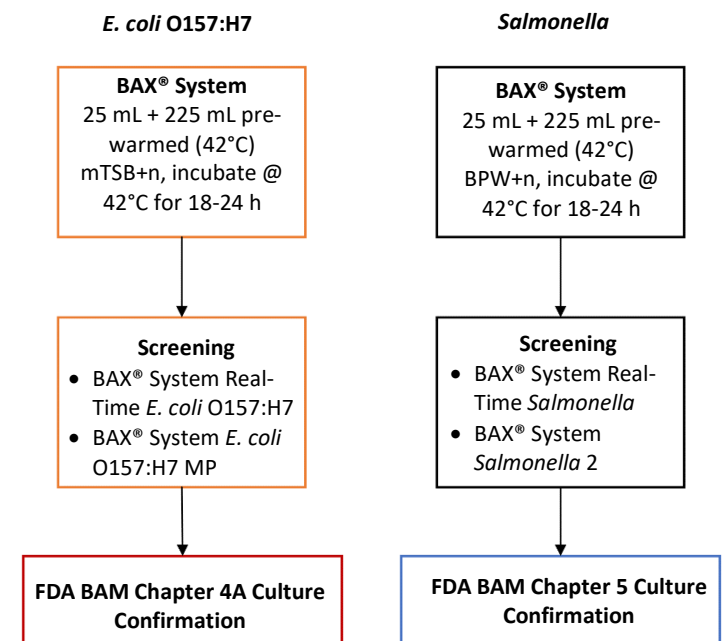 E. coli O157:H7
BAX® System
25 mL + 225 mL pre-
warmed (42°C)
mTSB+n, incubate @
42°C for 18-24 h
Screening
• BAX® System Real-
Time E. coli O157:H7
• BAX® System E. coli
O157:H7 MP
FDA BAM Chapter 4A Culture
Confirmation
Salmonella
BAX® System
25 mL + 225 mL pre-
warmed (42°C)
BPW+n, incubate @
42°C for 18-24 h
Screening
• BAX® System Real-
Time Salmonella
• BAX® System
Salmonella 2
FDA BAM Chapter 5 Culture
Confirmation